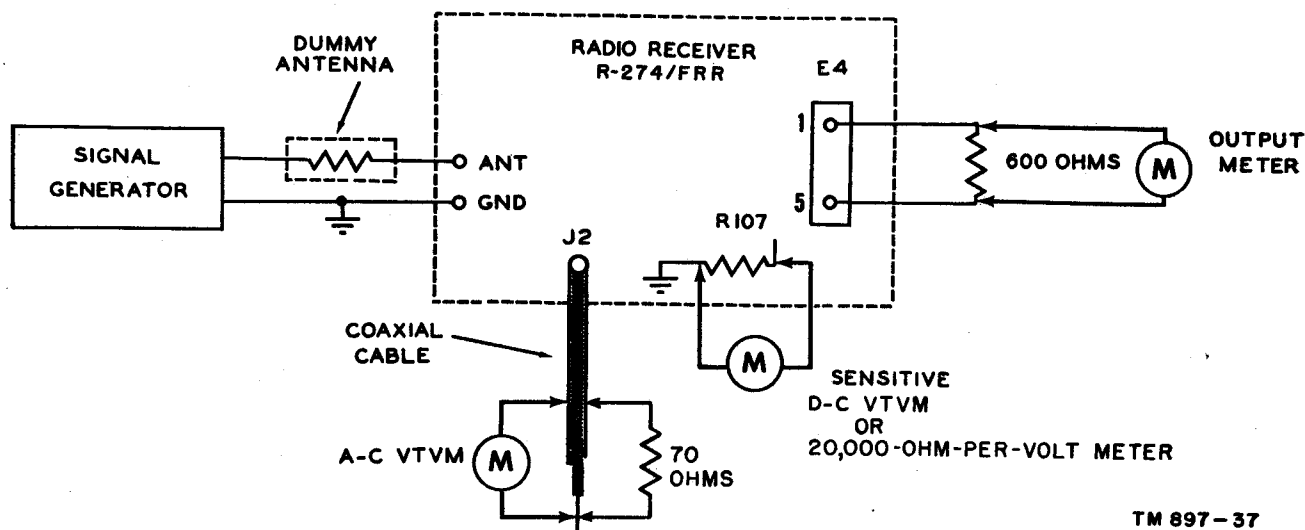 DUMMY
ANTENNA
RADIO RECEIVER
R-274/FRR
E4
SIGNAL
GENERATOR
ANT
GND
1
5
600 OHMS
M
OUTPUT
METER
J2
R107
COAXIAL
CABLE
M
SENSITIVE
D-C VTVM
OR
20,000-OHM-PER-VOLT METER
A-C VTVM
M
70
OHMS
TM 897-37